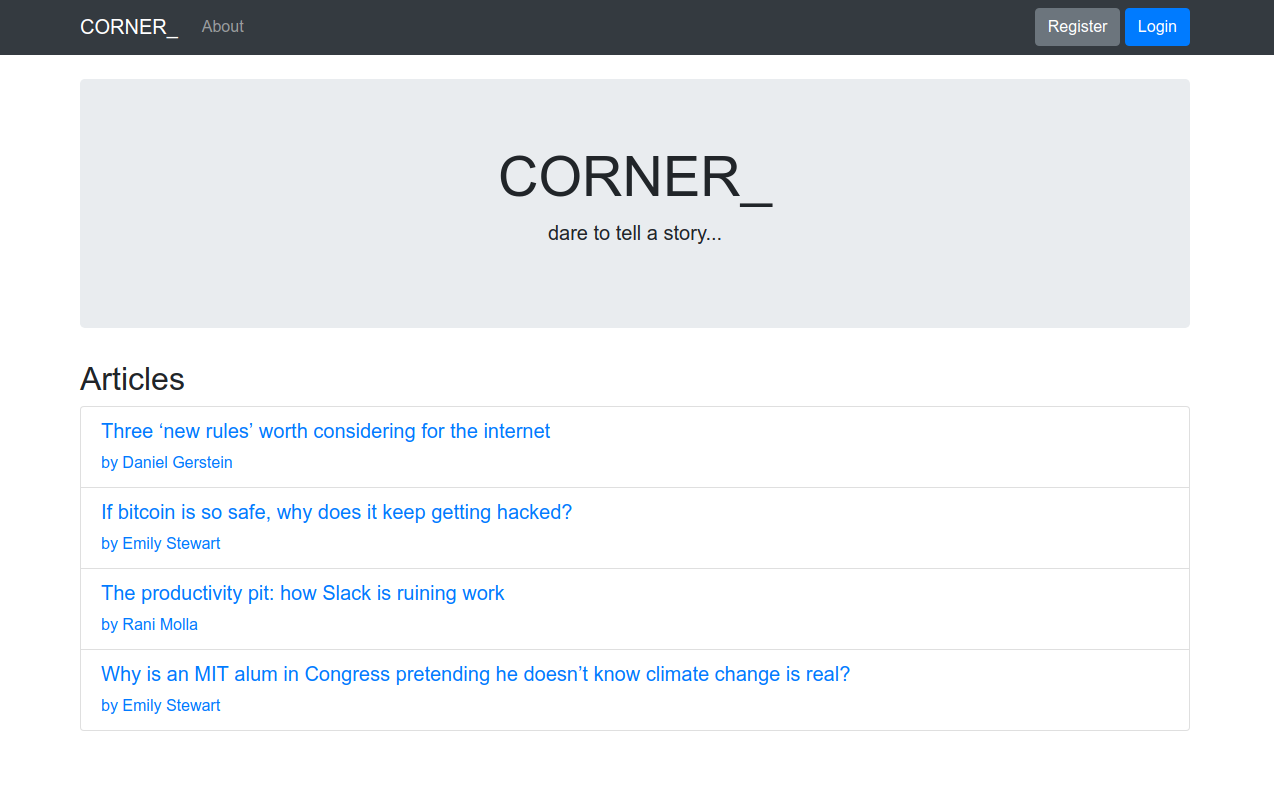 CORNER_ About Register Login
CORNER_
dare to tell a story...
Articles
Three ‘new rules’ worth considering for the internet
by Daniel Gerstein
If bitcoin is so safe, why does it keep getting hacked?
by Emily Stewart
The productivity pit: how Slack is ruining work
by Rani Molla
Why is an MIT alum in Congress pretending he doesn’t know climate change is real?
by Emily Stewart